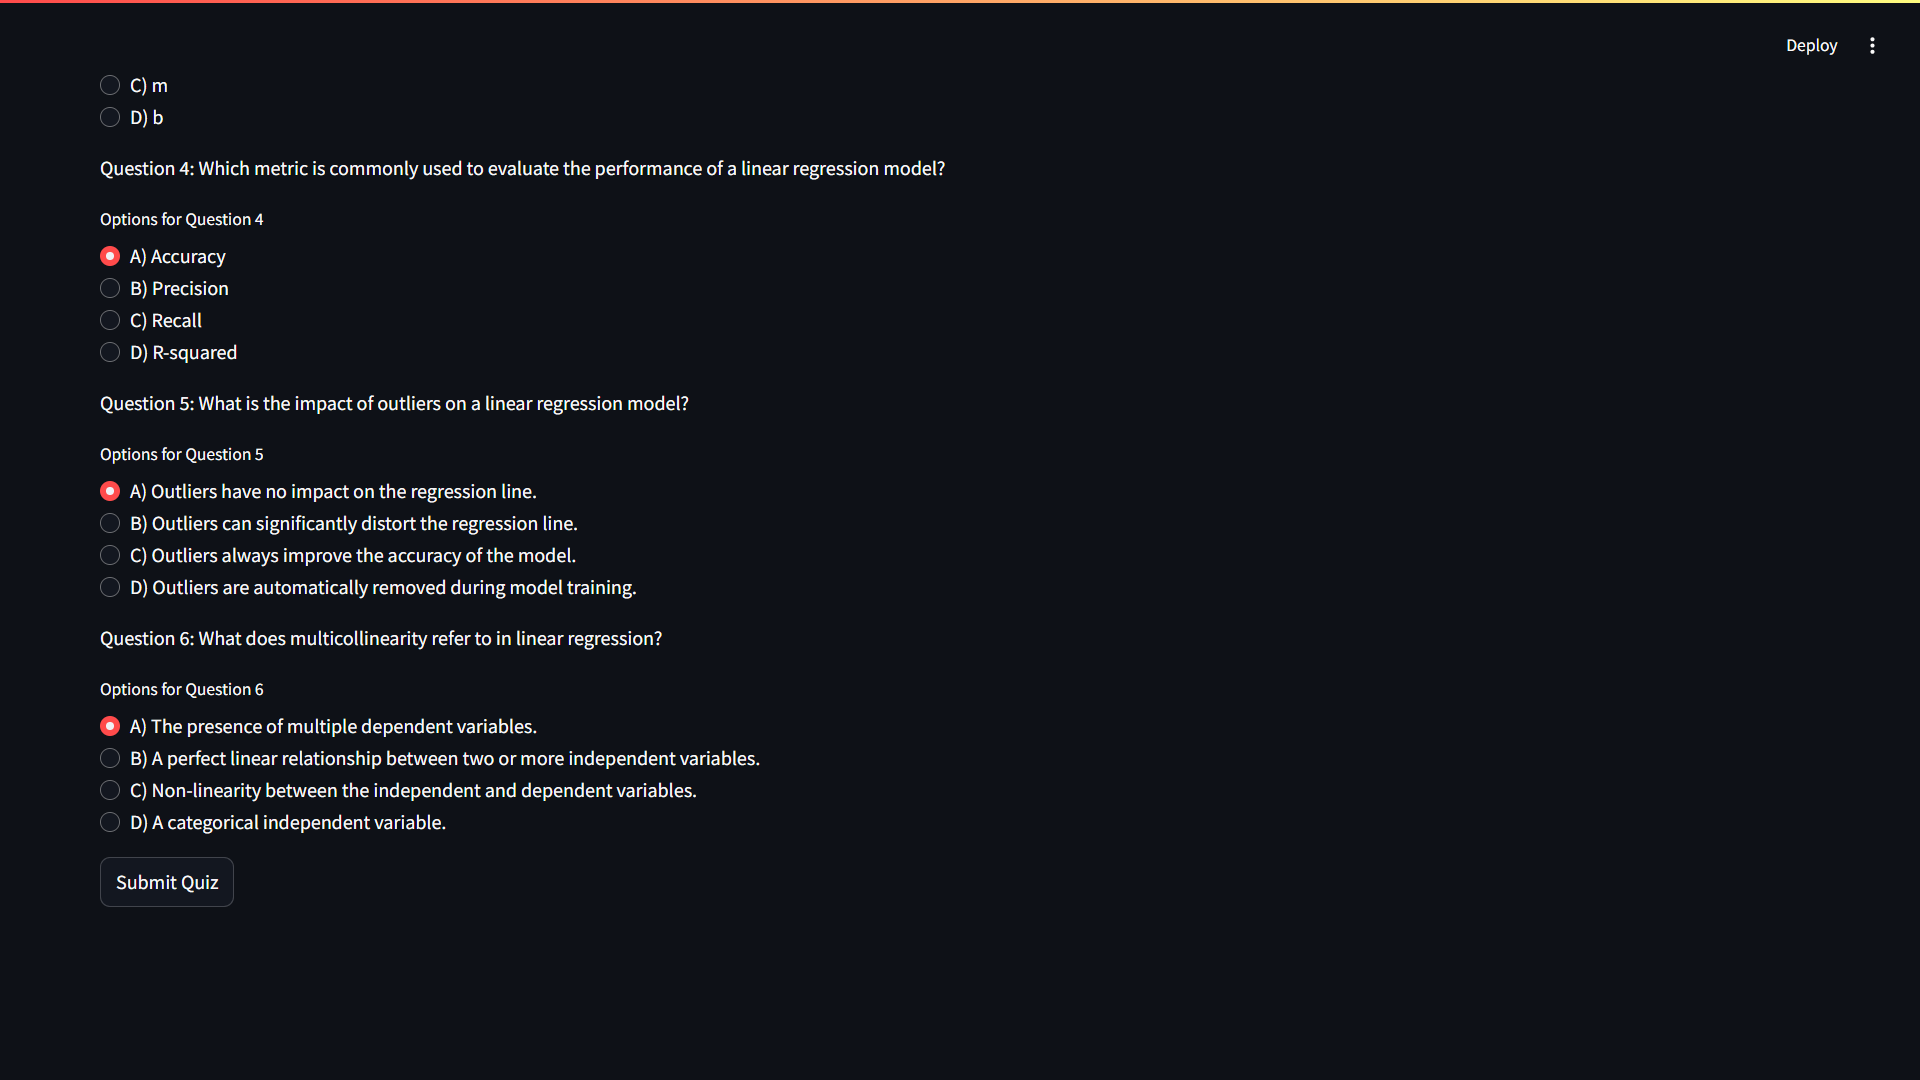 Deploy
C) m
D) b
Question 4: Which metric is commonly used to evaluate the performance of a linear regression model?
Options for Question 4
A) Accuracy
B) Precision
C) Recall
D) R-squared
Question 5: What is the impact of outliers on a linear regression model?
Options for Question 5
A) Outliers have no impact on the regression line.
B) Outliers can significantly distort the regression line.
C) Outliers always improve the accuracy of the model.
D) Outliers are automatically removed during model training.
Question 6: What does multicollinearity refer to in linear regression?
Options for Question 6
A) The presence of multiple dependent variables.
B) A perfect linear relationship between two or more independent variables.
C) Non-linearity between the independent and dependent variables.
D) A categorical independent variable.
Submit Quiz